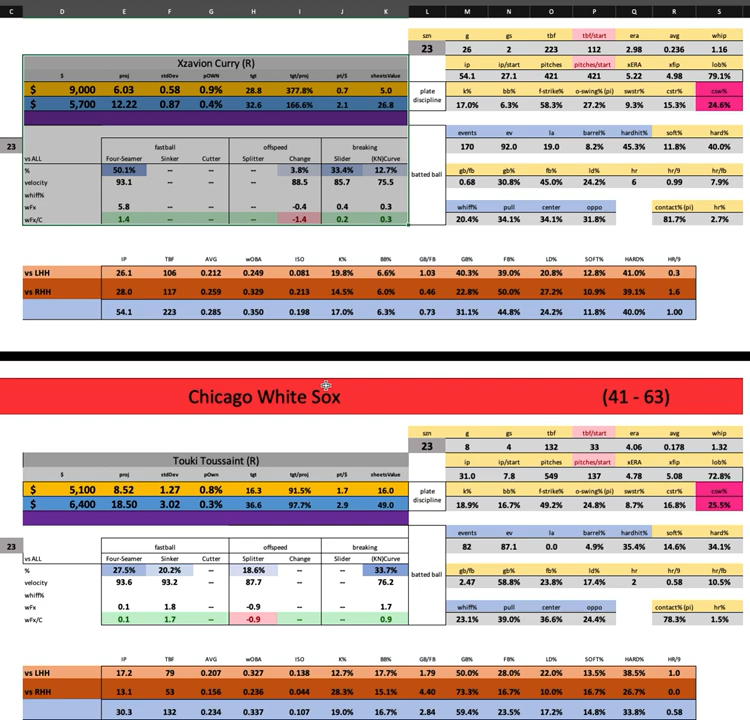 C D E F G H I J K L M N O P Q R S
szn g gs tbf tbf/start era avg whip
23 26 2 223 112 2.98 0.236 1.16
Xzavion Curry (R)
ip ip/start pitches pitches/start xERA xfip lob%
$ proj stdDev pOWN tgt tgt/proj pt/$ sheetsValue
54.1 27.1 421 421 5.22 4.98 79.1%
$ 9,000 6.03 0.58 0.9% 28.8 377.8% 0.7 5.0
plate discipline k% bb% f-strike% o-swing% (pi) swstr% cstr% csw%
$ 5,700 12.22 0.87 0.4% 32.6 166.6% 2.1 26.8
17.0% 6.3% 58.3% 27.2% 9.3% 15.3% 24.6%
23
events ev la barrel% hardhit% soft% hard%
fastball offspeed breaking
170 92.0 19.0 8.2% 45.3% 11.8% 40.0%
vs ALL Four-Seamer Sinker Cutter Splitter Change Slider (KN)Curve
% 50.1% -- -- -- 3.8% 33.4% 12.7%
batted ball gb/fb gb% fb% ld% hr hr/9 hr/fb
velocity 93.1 -- -- -- 88.5 85.7 75.5
0.68 30.8% 45.0% 24.2% 6 0.99 7.9%
whiff%
wFx 5.8 -- -- -- -0.4 0.4 0.3
whiff% pull center oppo contact% (pi) hr%
wFx/C 1.4 -- -- -- -1.4 0.2 0.3
20.4% 34.1% 34.1% 31.8% 81.7% 2.7%
IP TBF AVG wOBA ISO K% BB% GB/FB GB% FB% LD% SOFT% HARD% HR/9
vs LHH 26.1 106 0.212 0.249 0.081 19.8% 6.6% 1.03 40.3% 39.0% 20.8% 12.8% 41.0% 0.3
vs RHH 28.0 117 0.259 0.329 0.213 14.5% 6.0% 0.46 22.8% 50.0% 27.2% 10.9% 39.1% 1.6
54.1 223 0.285 0.350 0.198 17.0% 6.3% 0.73 31.1% 44.8% 24.2% 11.8% 40.0% 1.00
Chicago White Sox (41 - 63)
szn g gs tbf tbf/start era avg whip
23 8 4 132 33 4.06 0.178 1.32
Touki Toussaint (R)
ip ip/start pitches pitches/start xERA xfip lob%
$ proj stdDev pOwn tgt tgt/proj pt/$ sheetsValue
31.0 7.8 549 137 4.78 5.08 72.8%
$ 5,100 8.52 1.27 0.8% 16.3 91.5% 1.7 16.0
plate discipline k% bb% f-strike% o-swing% (pi) swstr% cstr% csw%
$ 6,400 18.50 3.02 0.3% 36.6 97.7% 2.9 49.0
18.9% 16.7% 49.2% 24.8% 8.7% 16.8% 25.5%
events ev la barrel% hardhit% soft% hard%
23
fastball offspeed breaking
82 87.1 0.0 4.9% 35.4% 14.6% 34.1%
vs ALL Four-Seamer Sinker Cutter Splitter Change Slider (KN)Curve
% 27.5% 20.2% -- 18.6% -- -- 33.7%
batted ball gb/fb gb% fb% ld% hr hr/9 hr/fb
velocity 93.6 93.2 -- 87.7 -- -- 76.2
2.47 58.8% 23.8% 17.4% 2 0.58 10.5%
whiff%
wFx 0.1 1.8 -- -0.9 -- -- 1.7
whiff% pull center oppo contact% (pi) hr%
wFx/C 0.1 1.7 -- -0.9 -- -- 0.9
23.1% 39.0% 36.6% 24.4% 78.3% 1.5%
IP TBF AVG wOBA ISO K% BB% GB/FB GB% FB% LD% SOFT% HARD% HR/9
vs LHH 17.2 79 0.207 0.327 0.138 12.7% 17.7% 1.79 50.0% 28.0% 22.0% 13.5% 38.5% 1.0
vs RHH 13.1 53 0.156 0.236 0.044 28.3% 15.1% 4.40 73.3% 16.7% 10.0% 16.7% 26.7% 0.0
30.3 132 0.234 0.337 0.107 19.0% 16.7% 2.84 59.4% 23.5% 17.2% 14.8% 33.8% 0.58